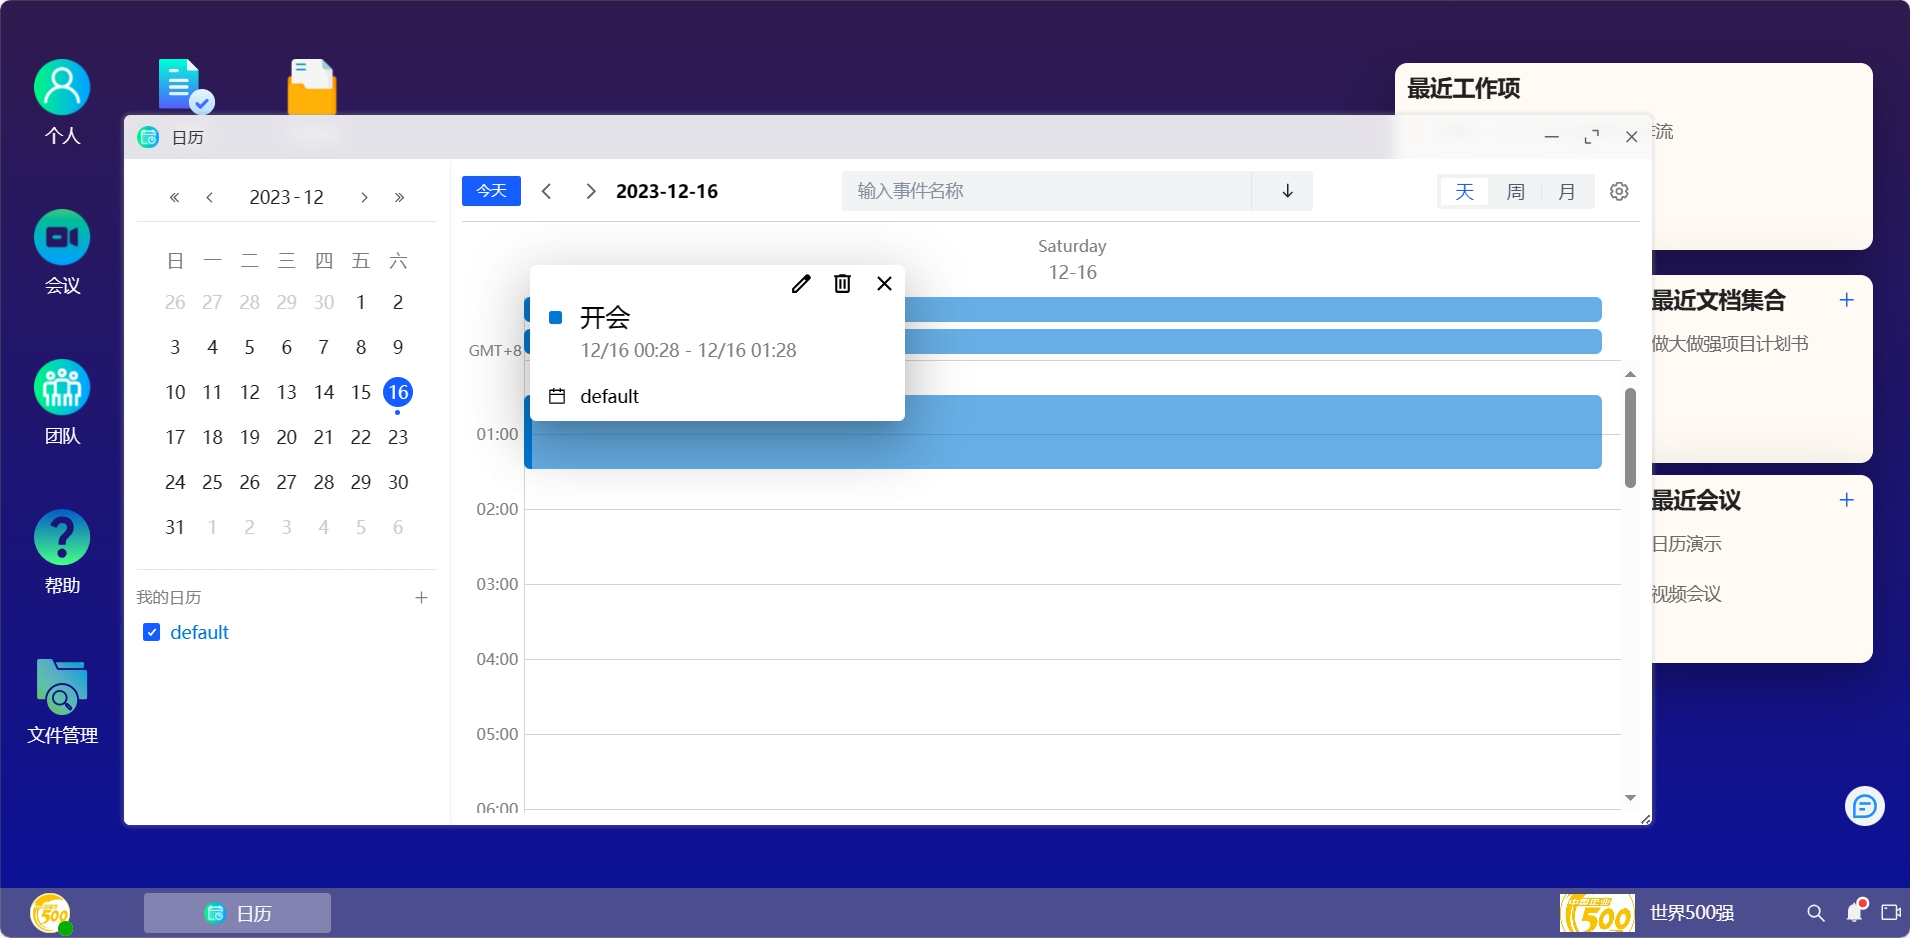 个人
会议
团队
帮助
文件管理
日历
2023-12
日 一 二 三 四 五 六
26 27 28 29 30 1 2
3 4 5 6 7 8 9
10 11 12 13 14 15 16
17 18 19 20 21 22 23
24 25 26 27 28 29 30
31 1 2 3 4 5 6
我的日历
default
今天
2023-12-16
输入事件名称
天 周 月
Saturday
12-16
GMT+8
开会
12/16 00:28 - 12/16 01:28
default
01:00
02:00
03:00
04:00
05:00
06:00
最近工作项
流
最近文档集合
做大做强项目计划书
最近会议
日历演示
视频会议
500
日历
中国企业
500
世界500强